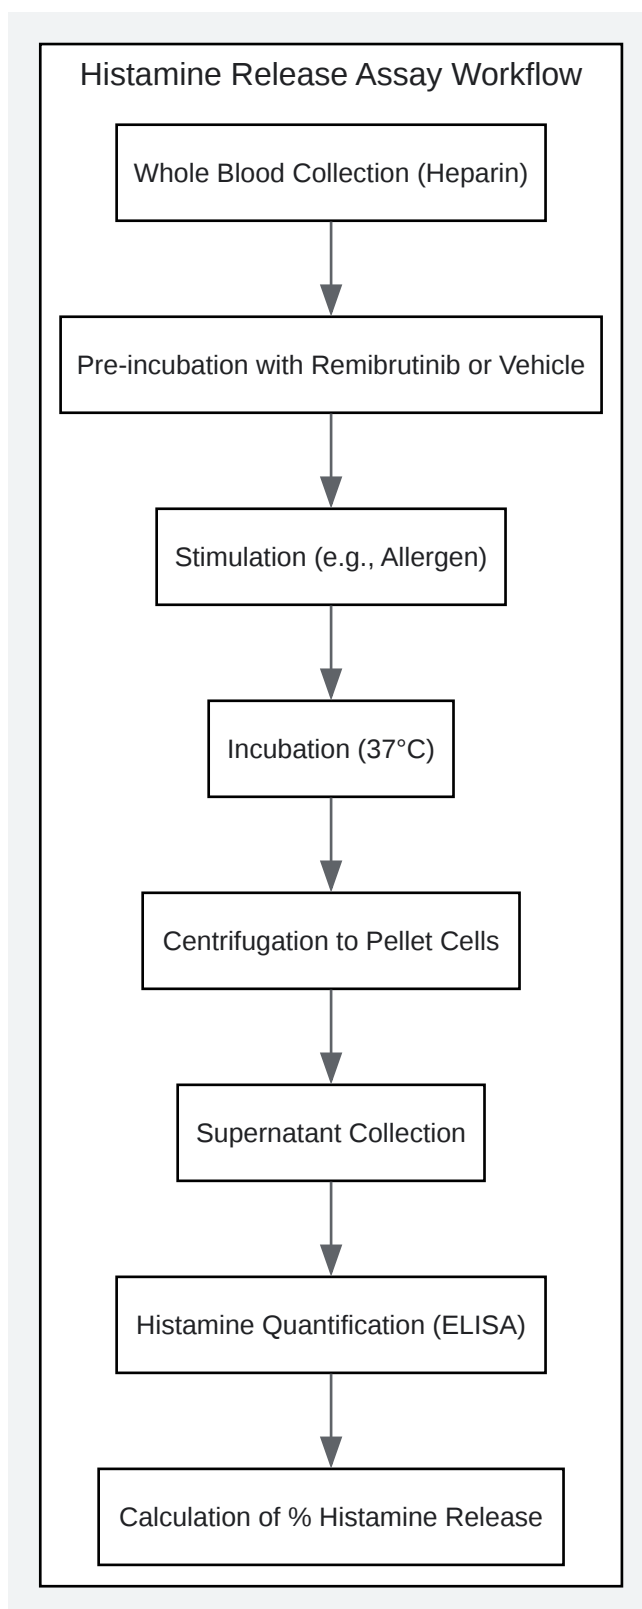 Histamine Release Assay Workflow
Whole Blood Collection (Heparin)
Pre-incubation with Remibrutinib or Vehicle
Stimulation (e.g., Allergen)
Incubation (37°C)
Centrifugation to Pellet Cells
Supernatant Collection
Histamine Quantification (ELISA)
Calculation of % Histamine Release